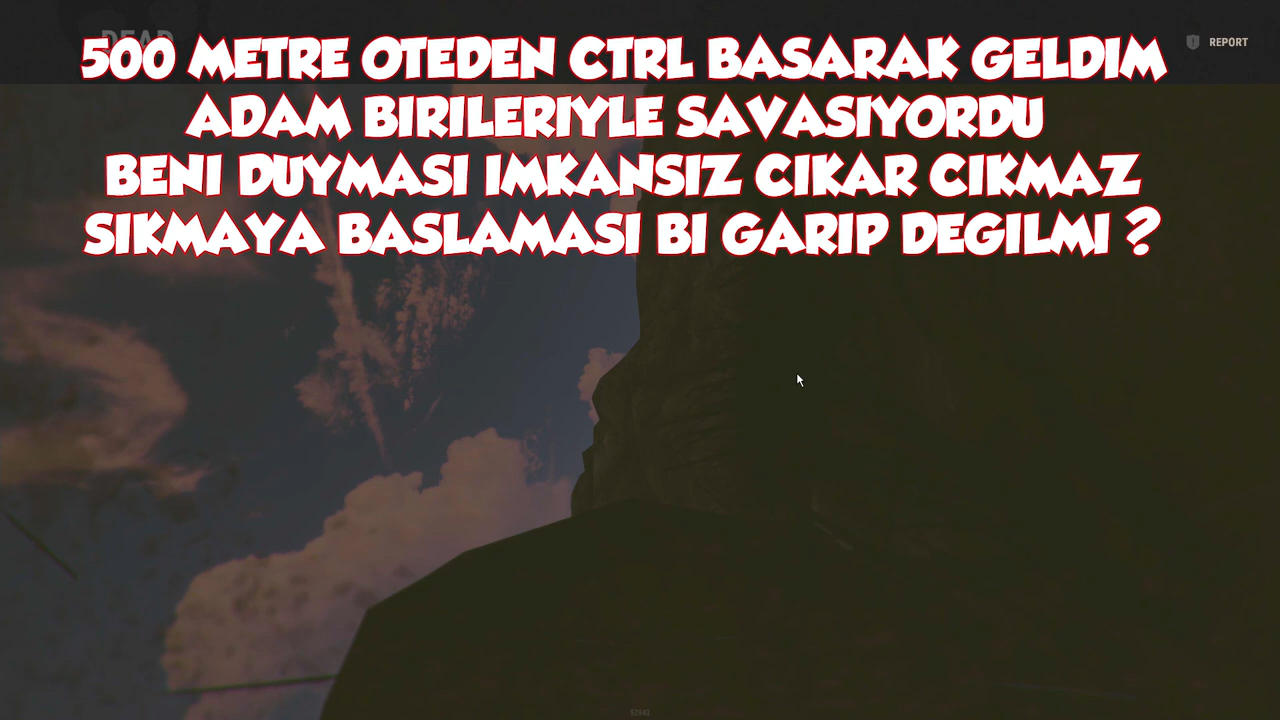 DEAD
REPORT
500 METRE OTEDEN CTRL BASARAK GELDIM
ADAM BIRILERIYLE SAVASIYORDU
BENI DUYMASI IMKANSIZ CIKAR CIKMAZ
SIKMAYA BASLAMASI BI GARIP DEGILMI ?